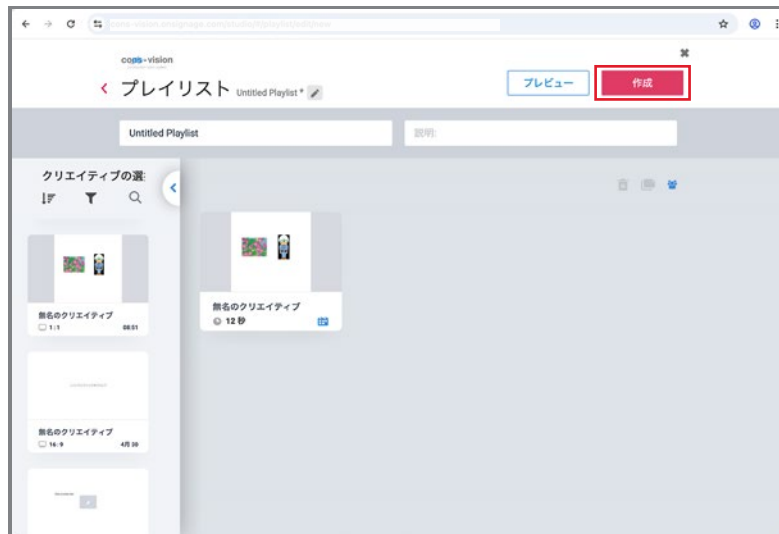 cons-vision
プレイリスト Untitled Playlist *
プレビュー
作成
Untitled Playlist
説明:
クリエイティブの選
無名のクリエイティブ
1:1 08:51
無名のクリエイティブ
12 秒
無名のクリエイティブ
16:9 4月 30